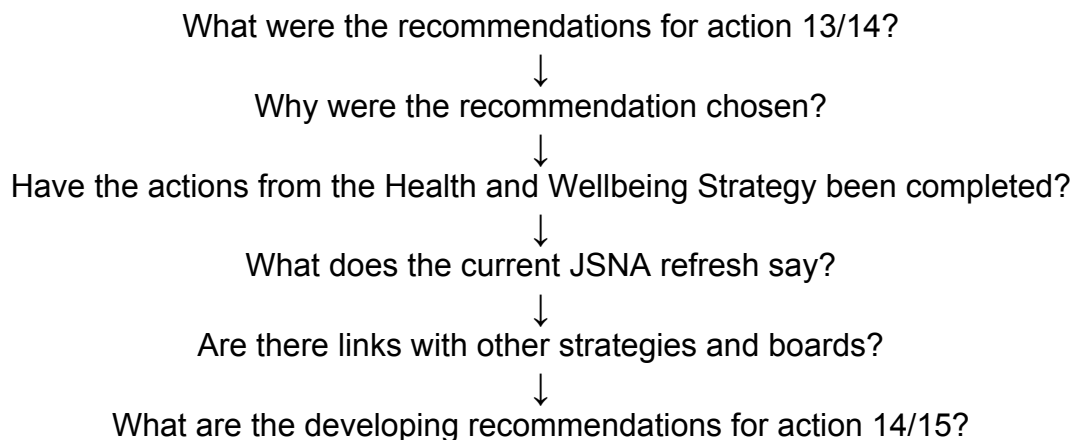 What were the recommendations for action 13/14?
↓
Why were the recommendation chosen?
↓
Have the actions from the Health and Wellbeing Strategy been completed?
↓
What does the current JSNA refresh say?
↓
Are there links with other strategies and boards?
↓
What are the developing recommendations for action 14/15?